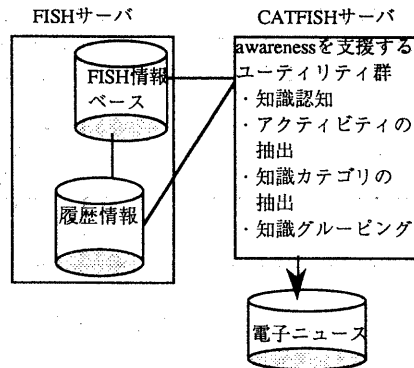 FISHサーバ
FISH情報
ベース
履歴情報
CATFISHサーバ
awarenessを支援する
ユーティリティ群
・知識認知
・アクティビティの
抽出
・知識カテゴリの
抽出
・知識グルーピング
電子ニュース